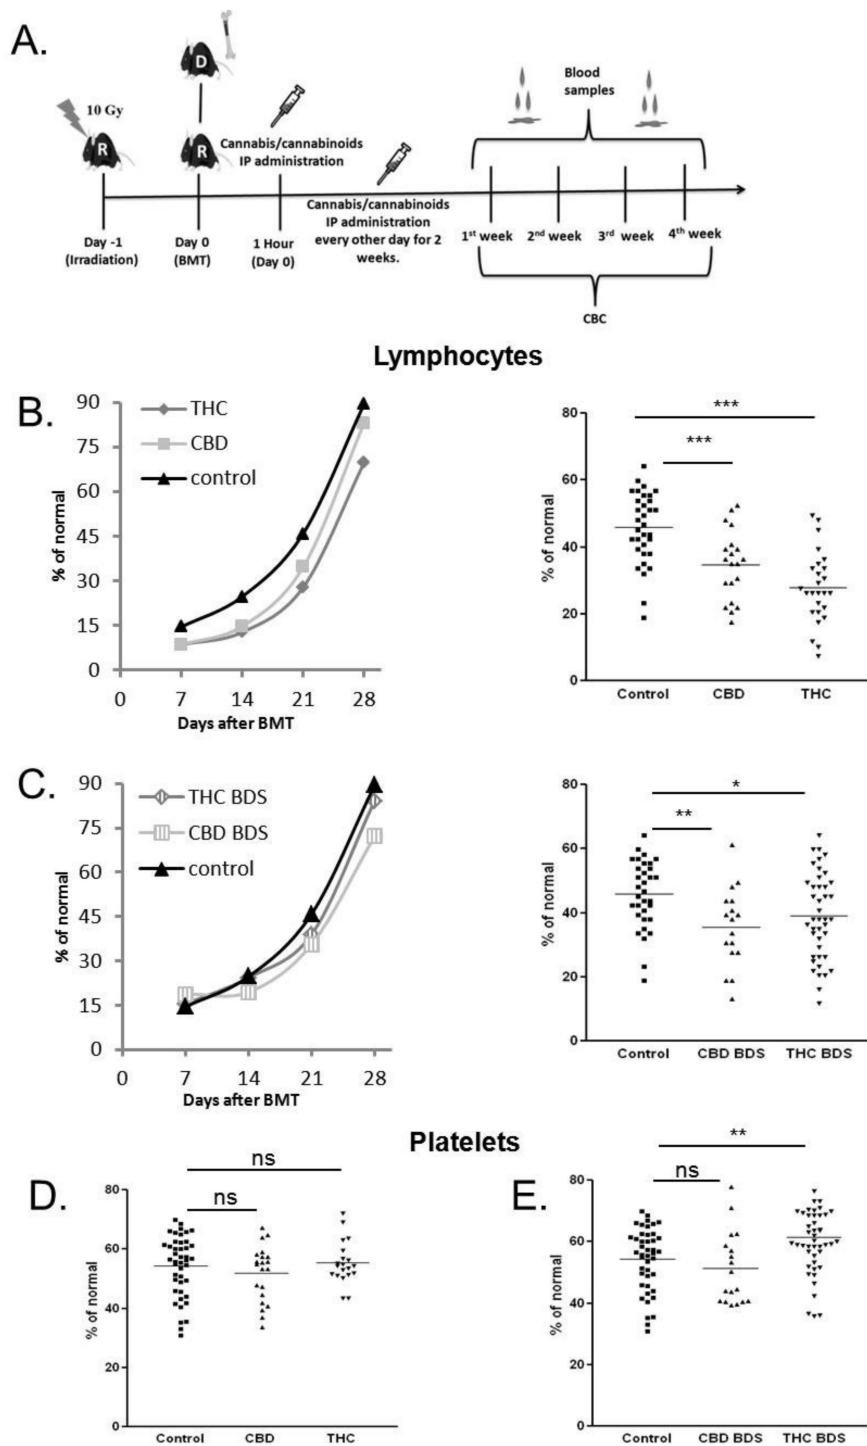 A.
D
10 Gy
R
R
Cannabis/cannabinoids
IP administration
Blood
samples
Cannabis/cannabinoids
IP administration
every other day for 2
weeks.
Day -1
(Irradiation)
Day 0
(BMT)
1 Hour
(Day 0)
1st week
2nd week
3rd week
4th week
CBC
Lymphocytes
B.
90
75
60
45
30
15
0
% of normal
THC
CBD
control
0
7
14
21
28
Days after BMT
80
60
40
20
0
% of normal
***
***
Control
CBD
THC
C.
90
75
60
45
30
15
0
% of normal
THC BDS
CBD BDS
control
0
7
14
21
28
Days after BMT
80
60
40
20
0
% of normal
*
**
Control
CBD BDS
THC BDS
Platelets
D.
ns
ns
80
60
40
20
0
% of normal
Control
CBD
THC
E.
**
ns
80
60
40
20
0
% of normal
Control
CBD BDS
THC BDS